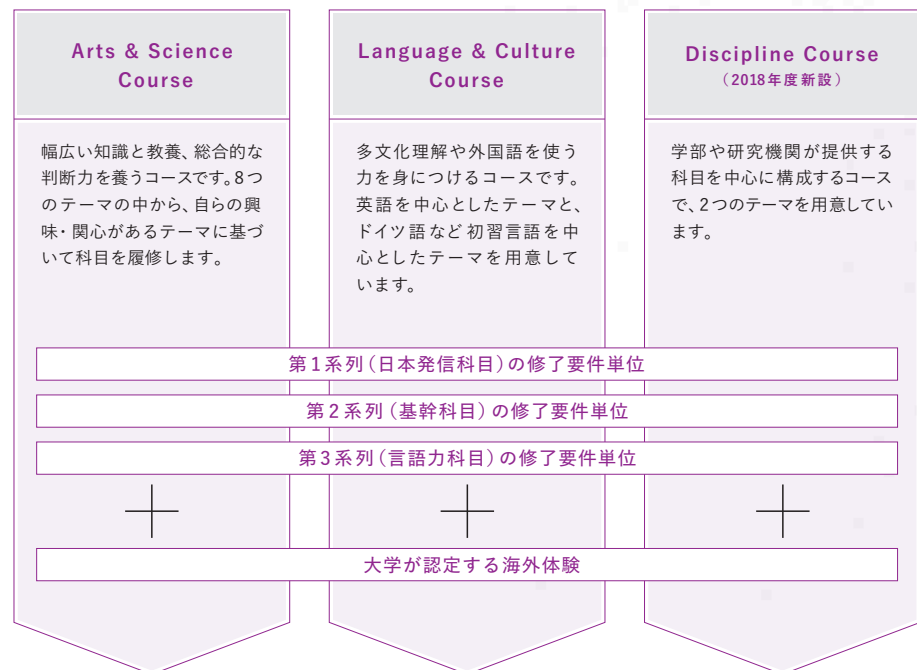 Arts & Science
Course
幅広い知識と教養、総合的な
判断力を養うコースです。8つ
のテーマの中から、自らの興
味・関心があるテーマに基づ
いて科目を履修します。
Language & Culture
Course
多文化理解や外国語を使う
力を身につけるコースです。
英語を中心としたテーマと、
ドイツ語など初習言語を中
心としたテーマを用意して
います。
Discipline Course
（2018年度新設）
学部や研究機関が提供する
科目を中心に構成するコース
で、2つのテーマを用意してい
ます。
第1系列（日本発信科目）の修了要件単位
第2系列（基幹科目）の修了要件単位
第3系列（言語力科目）の修了要件単位
大学が認定する海外体験